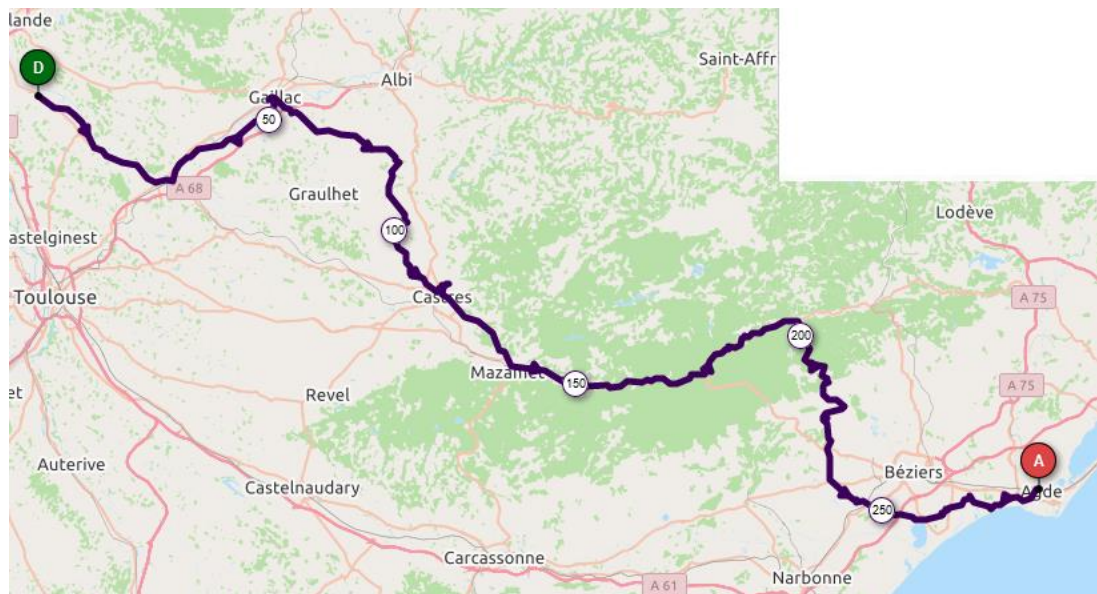 lande
D
Saint-Affr
Albi
Gaillac
50
A 68
Graulhet
Lodève
100
astelginest
Toulouse
Castres
A 75
200
Mazamet
150
et
Revel
A 75
A
Auterive
Béziers
Agde
Castelnaudary
250
Carcassonne
A 61
Narbonne